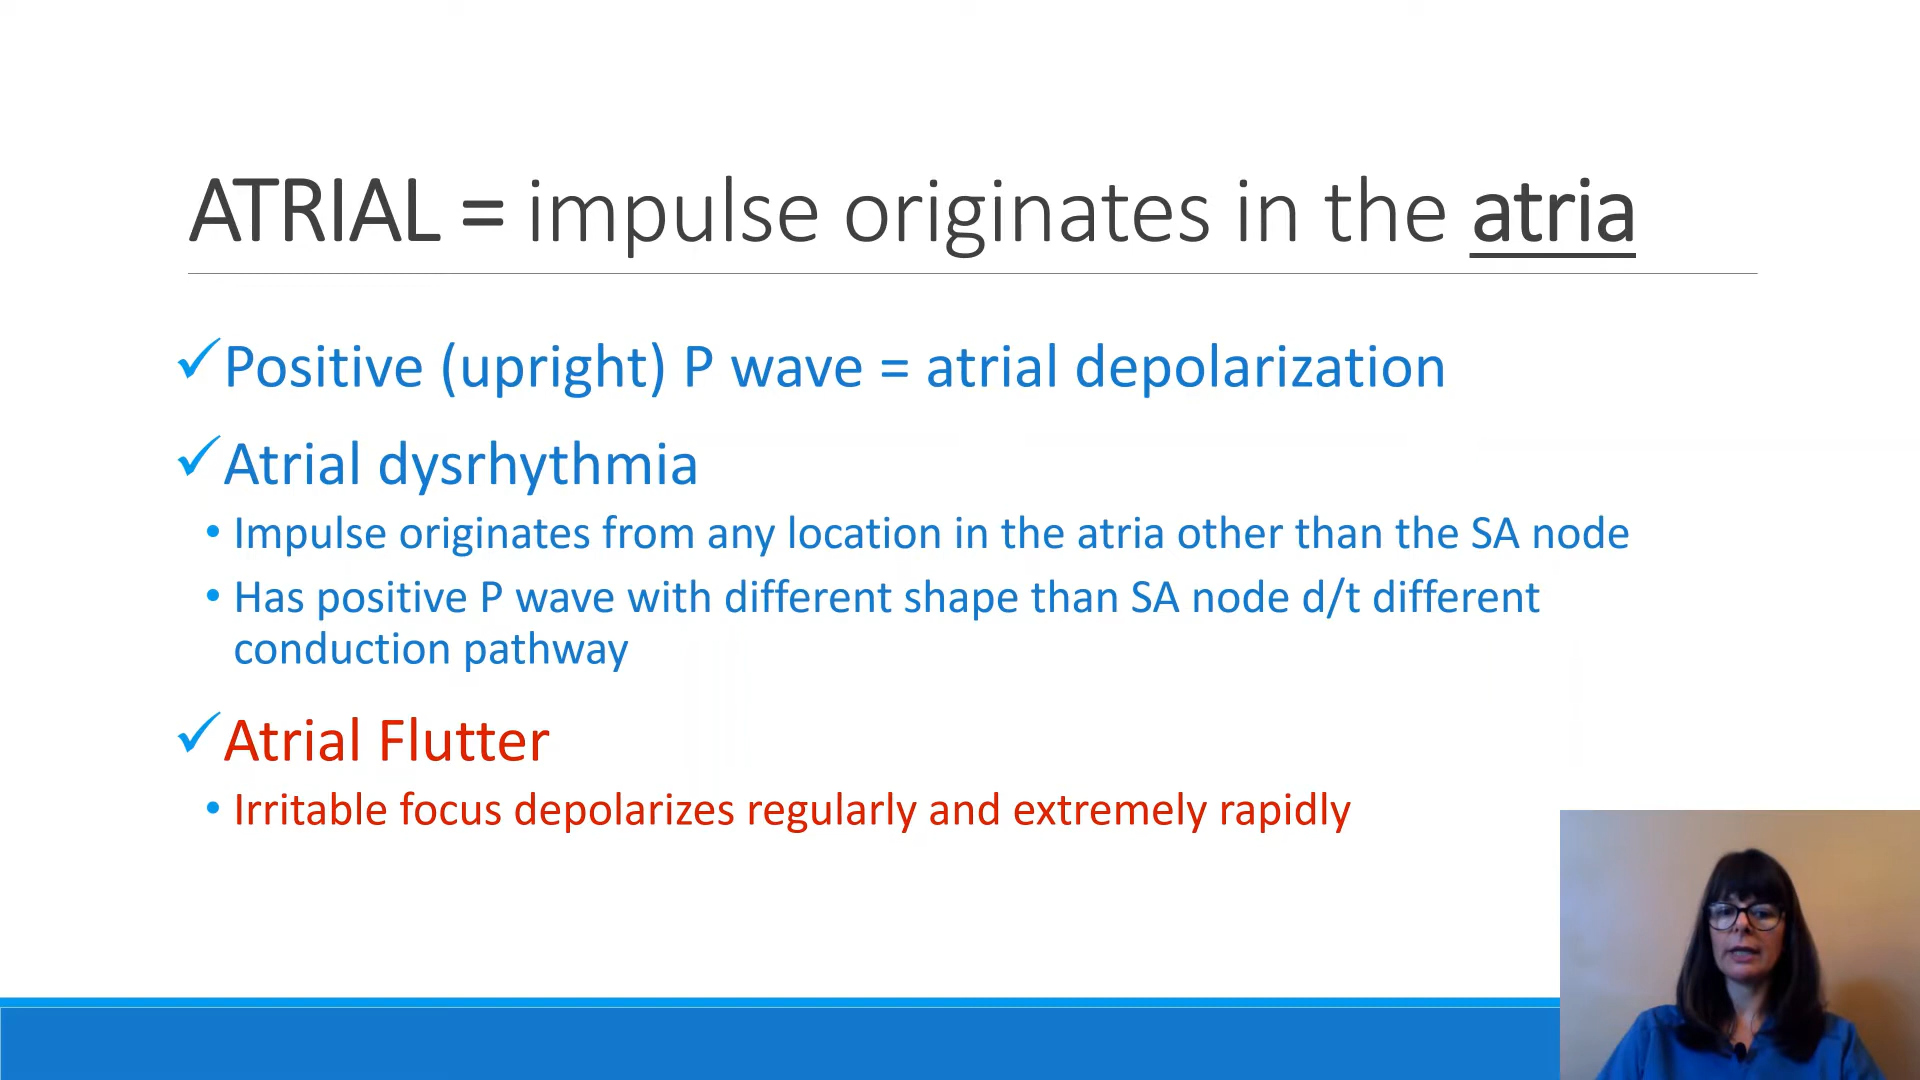 ATRIAL = impulse originates in the atria
✓Positive (upright) P wave = atrial depolarization
✓Atrial dysrhythmia
• Impulse originates from any location in the atria other than the SA node
• Has positive P wave with different shape than SA node d/t different
conduction pathway
✓Atrial Flutter
• Irritable focus depolarizes regularly and extremely rapidly